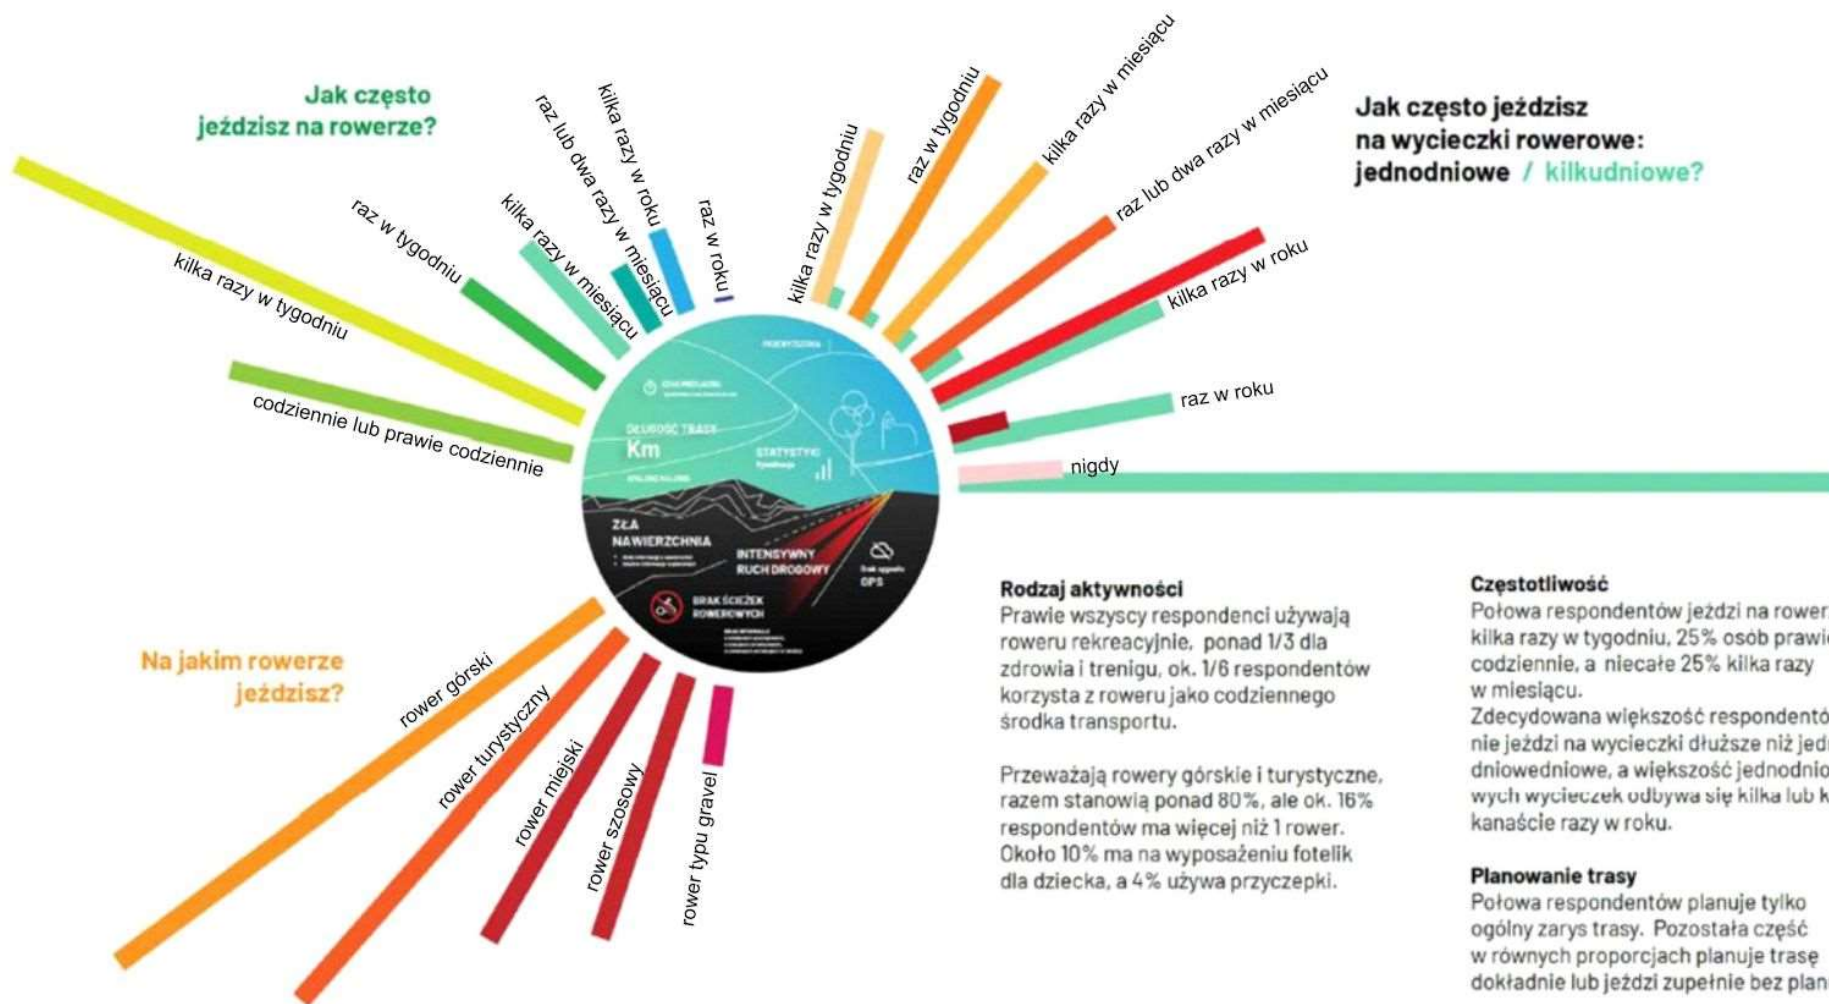 Jak często
jeździsz na rowerze?
kilka razy w tygodniu
codziennie lub prawie codziennie
raz w tygodniu
kilka razy w miesiącu
raz lub dwa razy w miesiącu
kilka razy w roku
raz w roku
Jak często jeździsz
na wycieczki rowerowe:
jednodniowe / kilkudniowe?
kilka razy w tygodniu
raz w tygodniu
kilka razy w miesiącu
raz lub dwa razy w miesiącu
kilka razy w roku
raz w roku
nigdy
DŁUGOŚĆ TRASY
Km
STATYSTYKI
ZŁA
NAWIERZCHNIA
INTENSYWNY
RUCH DROGOWY
Brak sygnału
GPS
BRAK ŚCIEŻEK
ROWEROWYCH
Na jakim rowerze
jeździsz?
rower górski
rower turystyczny
rower miejski
rower szosowy
rower typu gravel
Rodzaj aktywności
Prawie wszyscy respondenci używają
roweru rekreacyjnie, ponad 1/3 dla
zdrowia i trenigu, ok. 1/6 respondentów
korzysta z roweru jako codziennego
środka transportu.
Przeważają rowery górskie i turystyczne,
razem stanowią ponad 80%, ale ok. 16%
respondentów ma więcej niż 1 rower.
Około 10% ma na wyposażeniu fotelik
dla dziecka, a 4% używa przyczepki.
Częstotliwość
Połowa respondentów jeździ na rower
kilka razy w tygodniu, 25% osób prawie
codziennie, a niecałe 25% kilka razy
w miesiącu.
Zdecydowana większość respondentó
nie jeździ na wycieczki dłuższe niż jed
dniowedniowe, a większość jednodnio
wych wycieczek odbywa się kilka lub k
kanaście razy w roku.
Planowanie trasy
Połowa respondentów planuje tylko
ogólny zarys trasy. Pozostała część
w równych proporcjach planuje trasę
dokładnie lub jeździ zupełnie bez plan